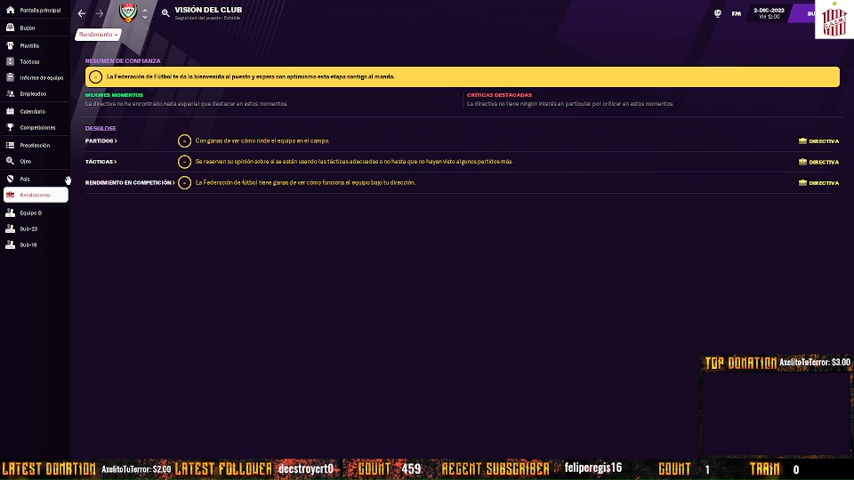 Pantalla principal
Buzón
Plantilla
Tácticas
Informe de equipo
Empleados
Calendario
Competiciones
Preselección
Ojeo
País
Rendimiento
Equipo B
Sub-23
Sub-19
VISIÓN DEL CLUB
Seguridad del puesto: Estable
FM
2-DIC-2022
Vie 12:00
Rendimiento
RESUMEN DE CONFIANZA
La Federación de Fútbol te da la bienvenida al puesto y espera con optimismo esta etapa contigo al mando.
MEJORES MOMENTOS
La directiva no ha encontrado nada especial que destacar en estos momentos.
CRÍTICAS DESTACADAS
La directiva no tiene ningún interés en particular por criticar en estos momentos.
DESGLOSE
PARTIDOS >
Con ganas de ver cómo rinde el equipo en el campo.
DIRECTIVA
TÁCTICAS >
Se reservan su opinión sobre si se están usando las tácticas adecuadas o no hasta que no hayan visto algunos partidos más.
DIRECTIVA
RENDIMIENTO EN COMPETICIÓN >
La Federación de fútbol tiene ganas de ver cómo funciona el equipo bajo tu dirección.
DIRECTIVA
TOP DONATION AxelitoTuTerror: $3.00
LATEST DONATION AxelitoTuTerror: $2.00 LATEST FOLLOWER deestroyert0 COUNT 459 RECENT SUBSCRIBER feliporegis16 COUNT 1 TRAIN 0